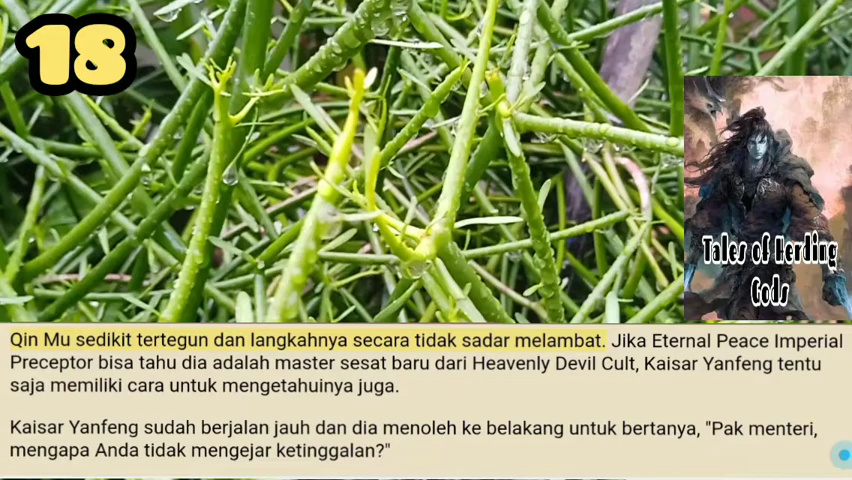 18
Tales of Herding
Gods
Qin Mu sedikit tertegun dan langkahnya secara tidak sadar melambat. Jika Eternal Peace Imperial
Preceptor bisa tahu dia adalah master sesat baru dari Heavenly Devil Cult, Kaisar Yanfeng tentu
saja memiliki cara untuk mengetahuinya juga.
Kaisar Yanfeng sudah berjalan jauh dan dia menoleh ke belakang untuk bertanya, "Pak menteri,
mengapa Anda tidak mengejar ketinggalan?"